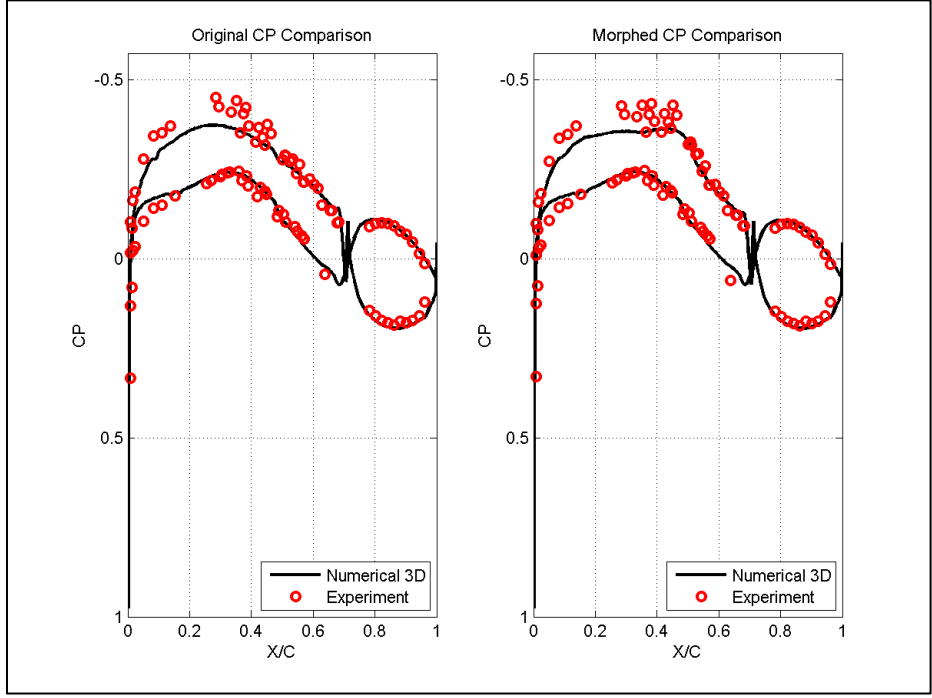 Original CP Comparison
-0.5
0
0.5
1
CP
0
0.2
0.4
0.6
0.8
1
X/C
Numerical 3D
Experiment
Morphed CP Comparison
-0.5
0
0.5
1
CP
0
0.2
0.4
0.6
0.8
1
X/C
Numerical 3D
Experiment